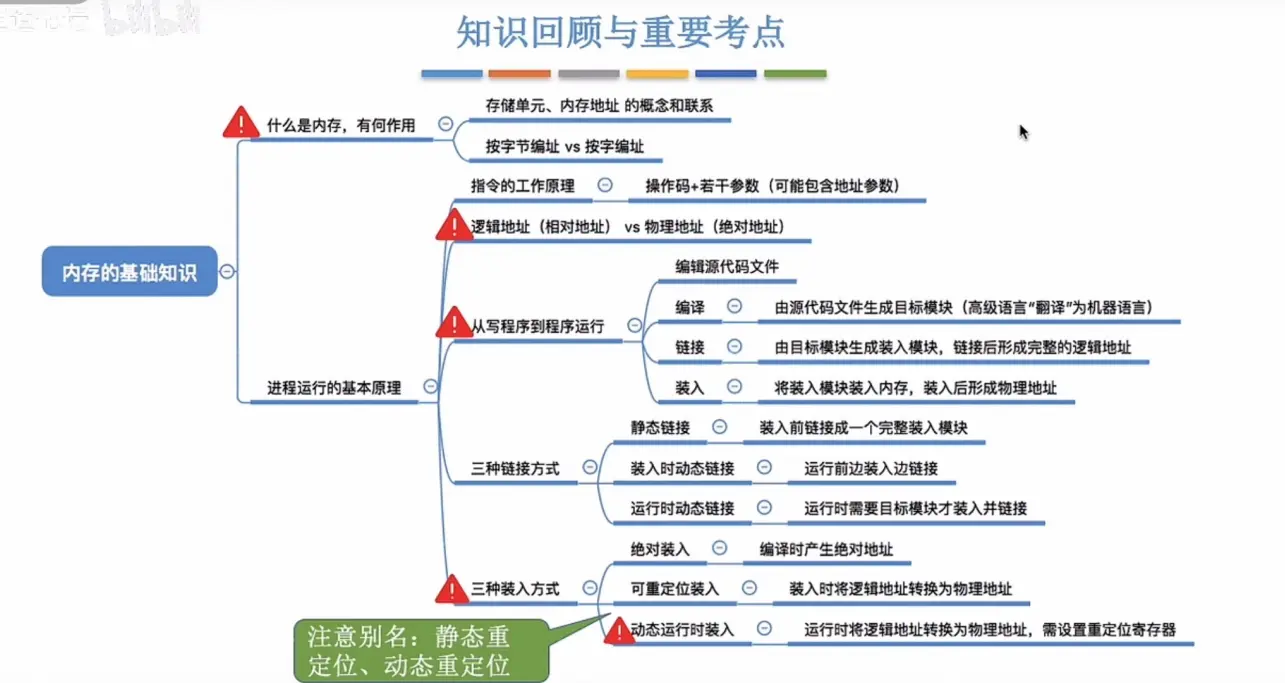 bilibili
知识回顾与重要考点
什么是内存，有何作用
存储单元、内存地址 的概念和联系
按字节编址 vs 按字编址
内存的基础知识
进程运行的基本原理
指令的工作原理
操作码+若干参数（可能包含地址参数）
逻辑地址（相对地址） vs 物理地址（绝对地址）
从写程序到程序运行
编辑源代码文件
编译
由源代码文件生成目标模块（高级语言“翻译”为机器语言）
链接
由目标模块生成装入模块，链接后形成完整的逻辑地址
装入
将装入模块装入内存，装入后形成物理地址
三种链接方式
静态链接
装入前链接成一个完整装入模块
装入时动态链接
运行前边装入边链接
运行时动态链接
运行时需要目标模块才装入并链接
三种装入方式
绝对装入
编译时产生绝对地址
可重定位装入
装入时将逻辑地址转换为物理地址
动态运行时装入
运行时将逻辑地址转换为物理地址，需设置重定位寄存器
注意别名：静态重
定位、动态重定位